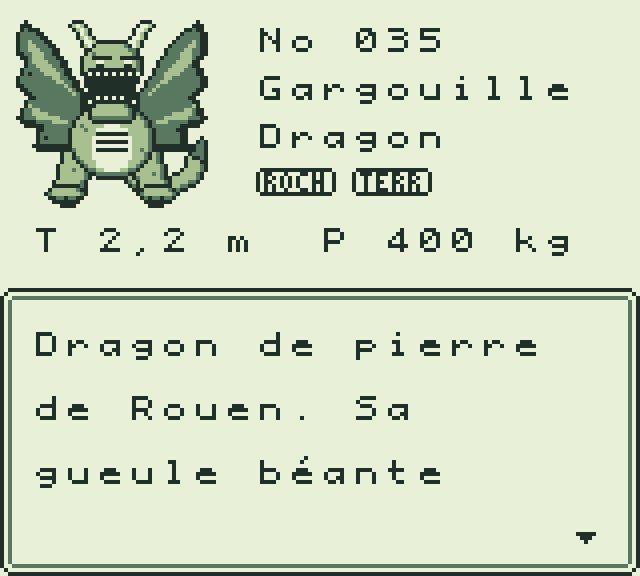 No 035
Gargouille
Dragon
ROCH TERR
T 2,2 m P 400 kg
Dragon de pierre
de Rouen. Sa
gueule béante